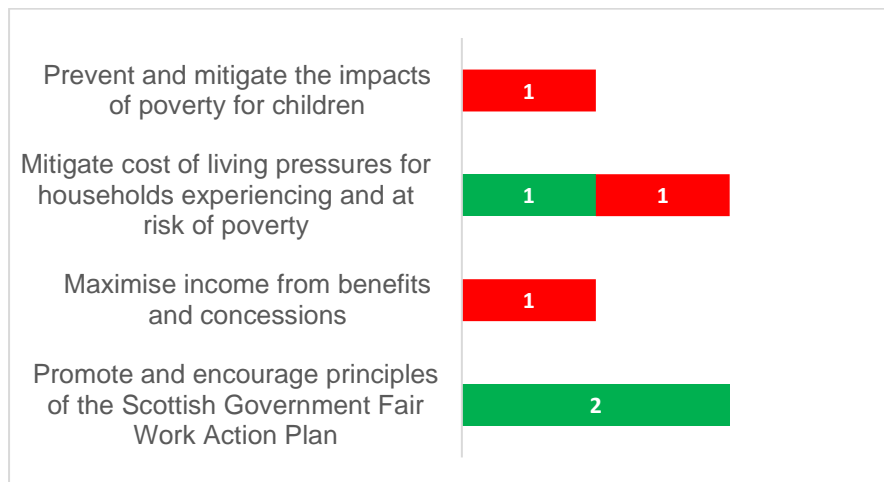 Prevent and mitigate the impacts
of poverty for children
1
Mitigate cost of living pressures for
households experiencing and at
risk of poverty
1 1
Maximise income from benefits
and concessions
1
Promote and encourage principles
of the Scottish Government Fair
Work Action Plan
2